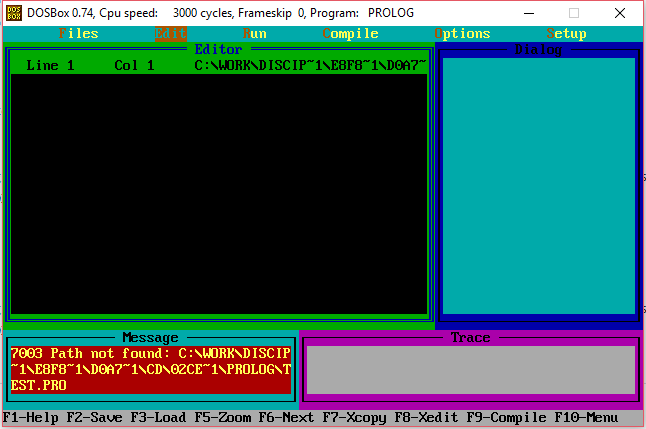 DOSBox 0.74, Cpu speed: 3000 cycles, Frameskip 0, Program: PROLOG
Files Edit Run Compile Options Setup
Editor
Line 1 Col 1 C:\WORK\DISCIP~1\E8F8~1\D0A7~
Dialog
Message
7003 Path not found: C:\WORK\DISCIP
~1\E8F8~1\D0A7~1\CD\02CE~1\PROLOG\T
EST.PRO
Trace
F1-Help F2-Save F3-Load F5-Zoom F6-Next F7-Xcopy F8-Xedit F9-Compile F10-Menu